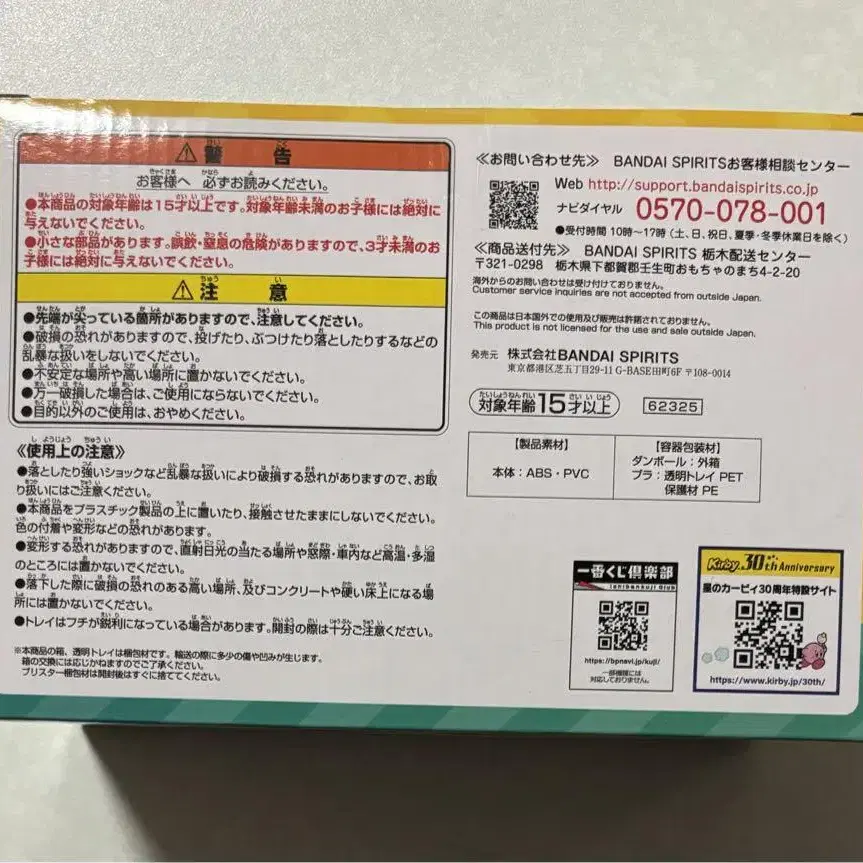 ⚠警告
お客様へ 必ずお読みください。
●本商品の対象年齢は15才以上です。対象年齢未満のお子様には絶対に
与えないでください。
●小さな部品があります。誤飲・窒息の危険がありますので、3才未満のお
子様には絶対に与えないでください。
⚠注意
●先端が尖っている箇所がありますので、注意してください。
●破損の恐れがありますので、投げたり、ぶつけたり落としたりするなどの
乱暴な扱いをしないでください。
●不安定な場所や高い場所に置かないでください。
●万一破損した場合は、ご使用にならないでください。
●目的以外のご使用は、おやめください。
《使用上の注意》
●落としたり強いショックなど乱暴な扱いにより破損する恐れがありますので、お取
り扱いにはご注意ください。
●本商品をプラスチック製品の上に置いたり、接触させたままにしないでください。
色の付着や変形などの恐れがあります。
●変形する恐れがありますので、直射日光の当たる場所や窓際・車内など高温・多湿
のところには置かないでください。
●落下した際に破損の恐れのある高い場所、及びコンクリートや硬い床上になる場
所には置かないでください。
●トレイはフチが鋭利になっている場合があります。開封の際は十分ご注意ください。
※本商品の箱、透明トレイは梱包材です。輸送の際に多少の傷や凹みが生じます。
箱の交換には応じかねますのでご了承ください。
ブリスター梱包材は開封後はすぐに捨ててください。
≪お問い合わせ先≫ BANDAI SPIRITSお客様相談センター
Web http://support.bandaispirits.co.jp
ナビダイヤル 0570-078-001
●受付時間 10時〜17時(土、日、祝日、夏季・冬季休業日を除く)
≪商品送付先≫ BANDAI SPIRITS 栃木配送センター
〒321-0298 栃木県下都賀郡壬生町おもちゃのまち4-2-20
海外からのお問い合わせは受け付けておりません。
Customer service inquiries are not accepted from outside Japan.
この商品は日本国外での使用及び販売は許諾されておりません。
This product is not licensed for the use and sale outside Japan.
発売元 株式会社BANDAI SPIRITS
東京都港区芝五丁目29-11 G-BASE田町6F 〒108-0014
対象年齢15才以上
62325
【製品素材】
本体:ABS・PVC
【容器包装材】
ダンボール:外箱
プラ:透明トレイ PET
保護材 PE
一番くじ倶楽部
Ichibankuji Club
https://bpnavi.jp/kuji/
一部機種には
対応しておりません。
Kirby 30th Anniversary
星のカービィ30周年特設サイト
https://www.kirby.jp/30th/